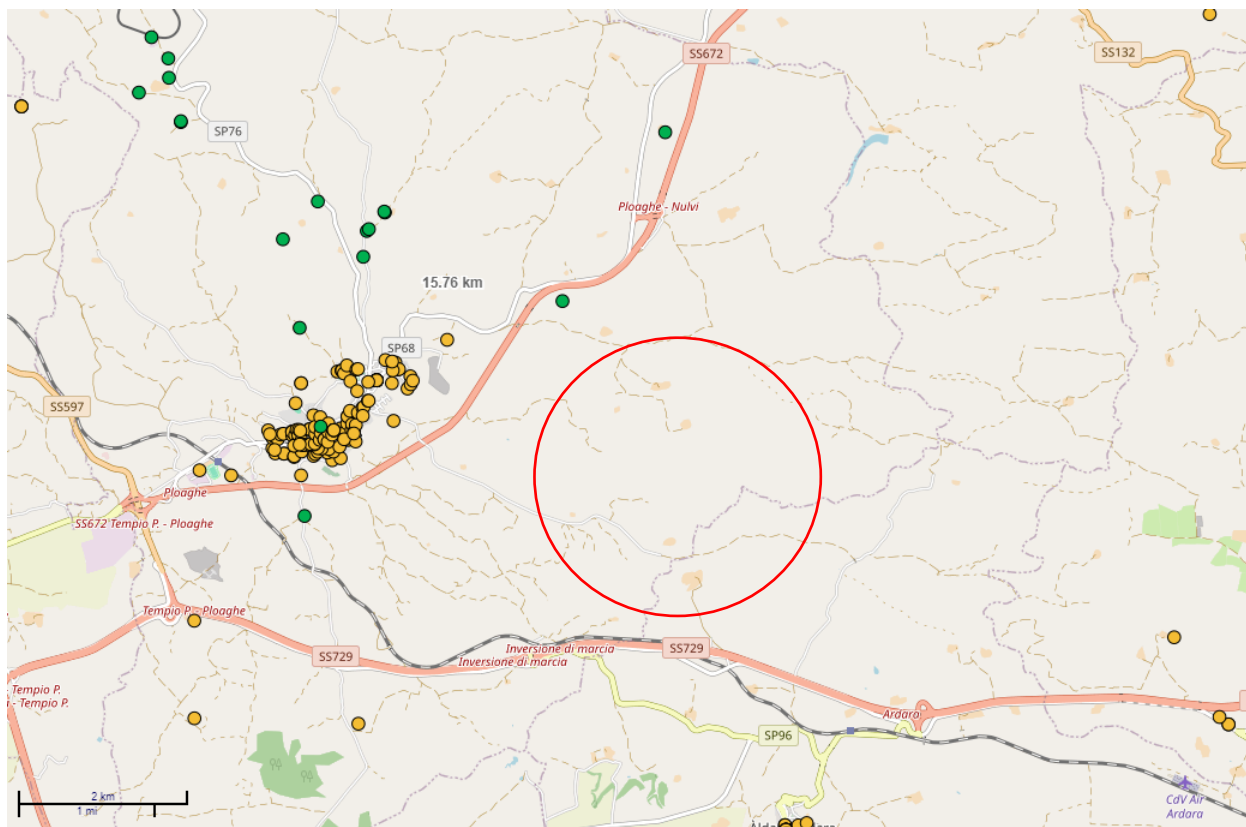 SS672
SS132
SP76
Ploaghe - Nulvi
15.76 km
SP68
SS597
Ploaghe
SS672 Tempio P. - Ploaghe
Tempio P. - Ploaghe
Inversione di marcia
SS729
SS729
Inversione di marcia
Tempio P.
- Tempio P.
Ardara
SP96
2 km
1 mi
CdV Air
Ardara